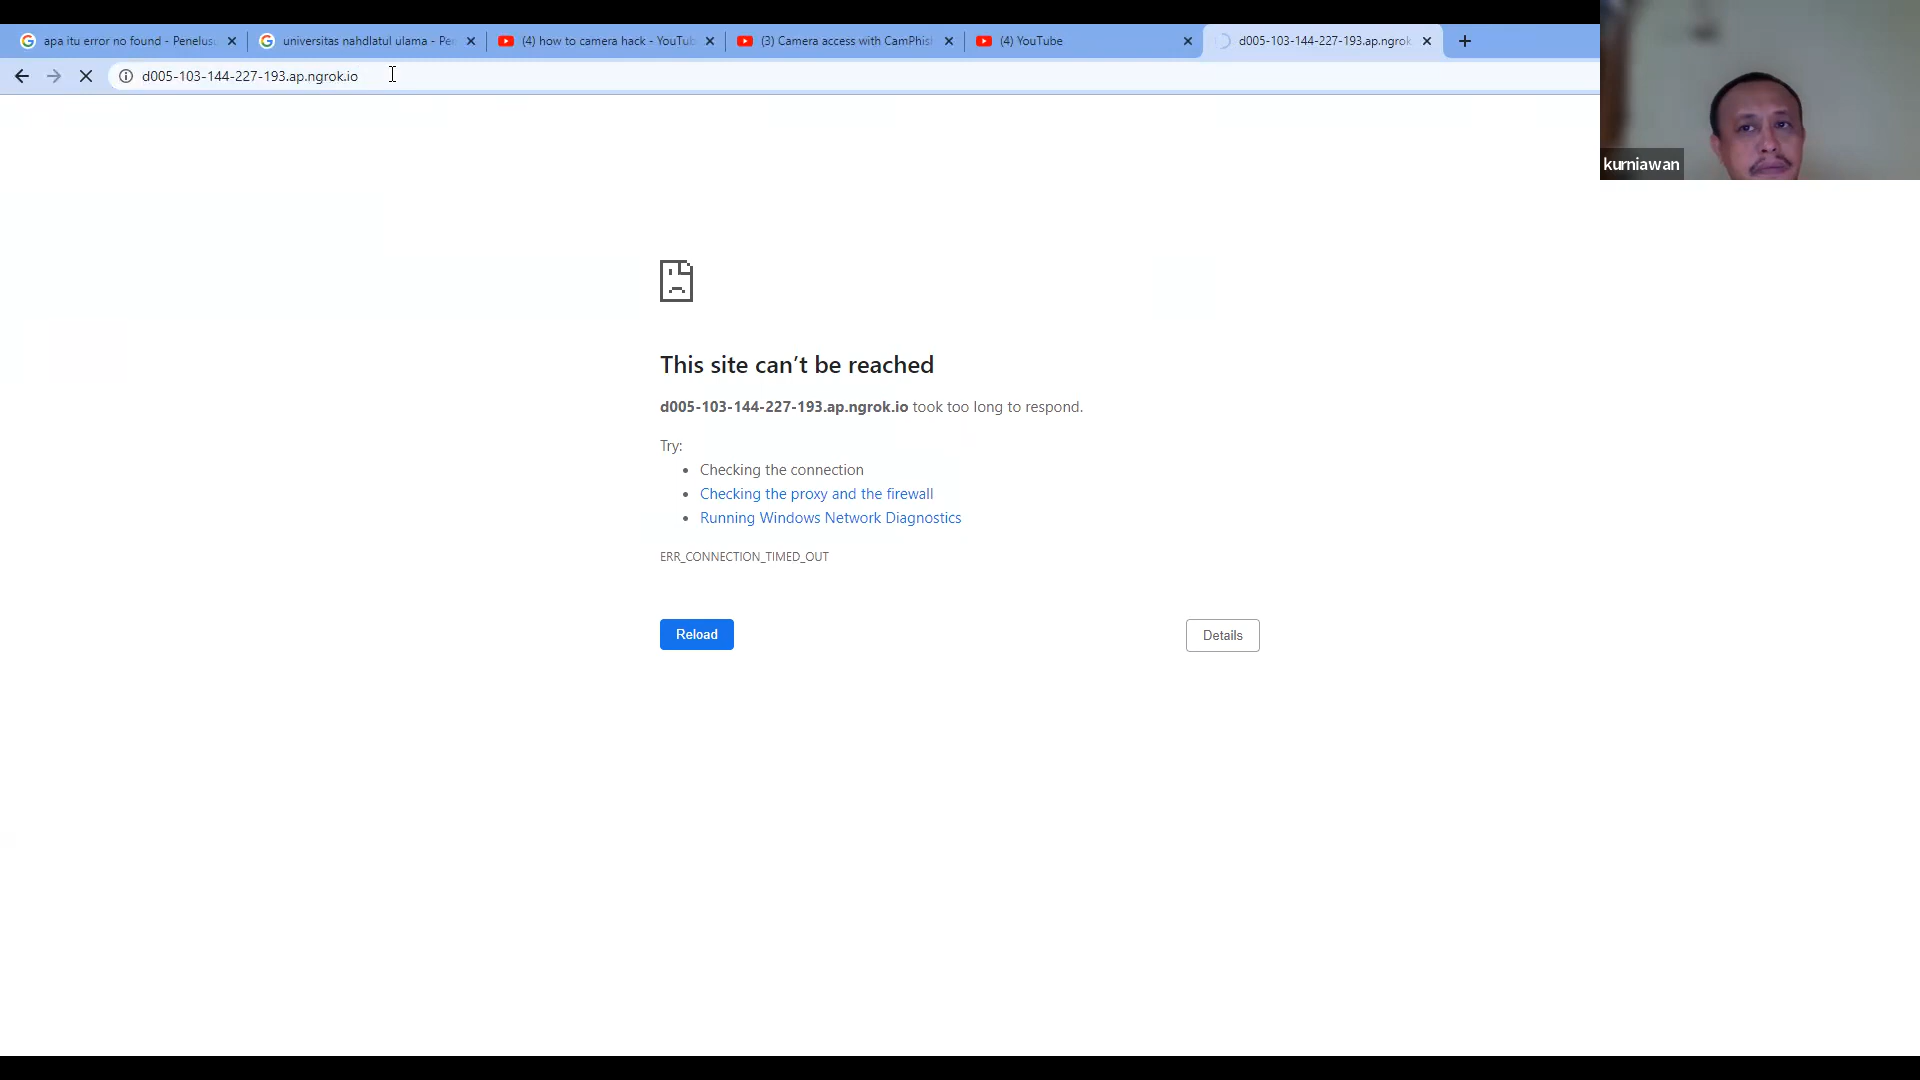 apa itu error no found - Penelus
universitas nahdlatul ulama - Pe
(4) how to camera hack - YouTub
(3) Camera access with CamPhis
(4) YouTube
d005-103-144-227-193.ap.ngrok
d005-103-144-227-193.ap.ngrok.io
kurniawan
This site can’t be reached
d005-103-144-227-193.ap.ngrok.io took too long to respond.
Try:
Checking the connection
Checking the proxy and the firewall
Running Windows Network Diagnostics
ERR_CONNECTION_TIMED_OUT
Reload
Details